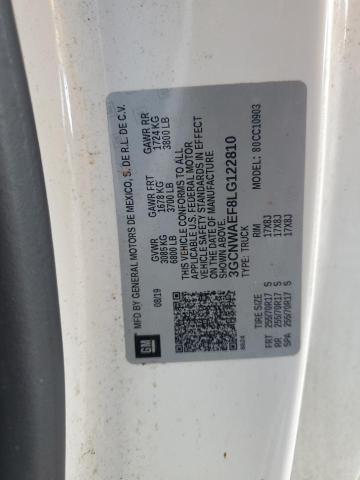 GM
MFD BY GENERAL MOTORS DE MEXICO, S. DE R.L. DE C.V.
08/19
GVWR GAWR FRT GAWR RR
3085 KG 1678 KG 1724 KG
6800 LB 3700 LB 3800 LB
THIS VEHICLE CONFORMS TO ALL
APPLICABLE U.S. FEDERAL MOTOR
VEHICLE SAFETY STANDARDS IN EFFECT
ON THE DATE OF MANUFACTURE
SHOWN ABOVE.
3GCNWAEF8LG122810
TYPE: TRUCK MODEL: 80CC10903
TIRE SIZE RIM
FRT 255/70R17 S 17X8J
RR 255/70R17 S 17X8J
SPA 255/70R17 S 17X8J